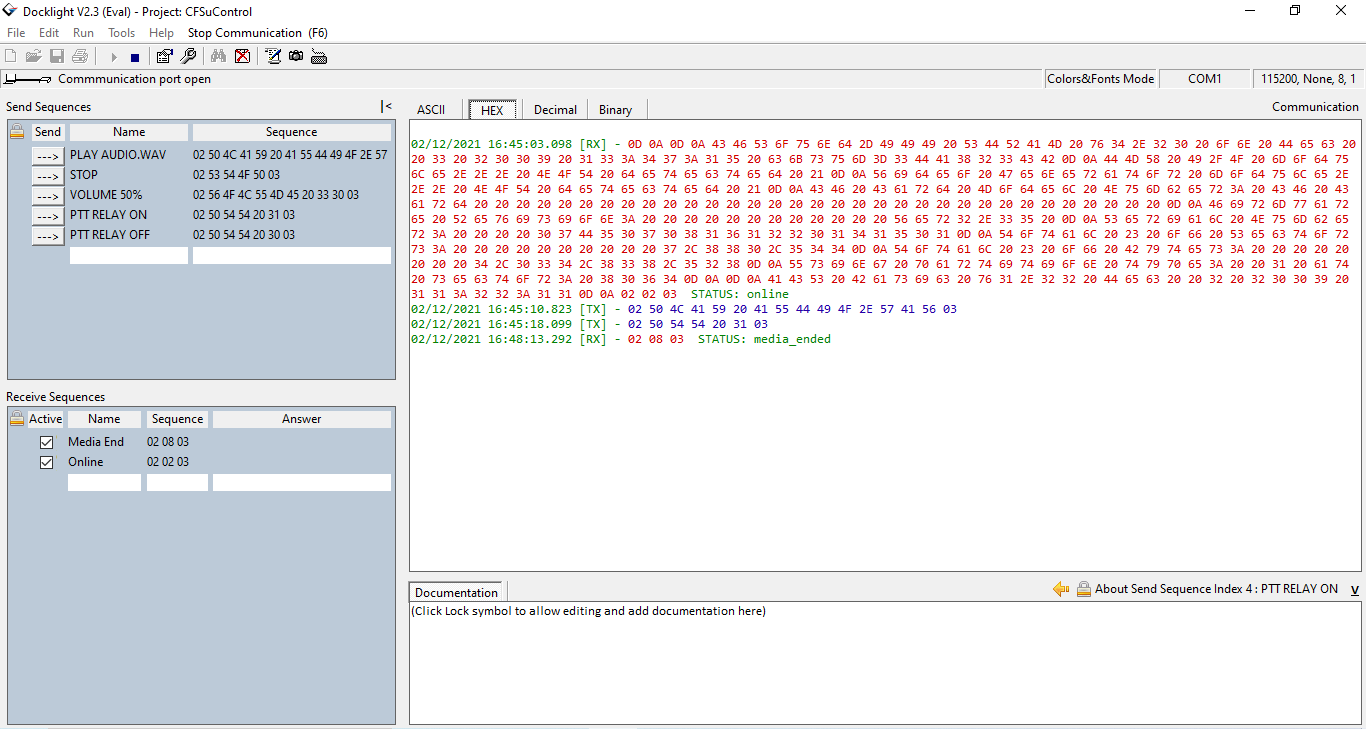 Docklight V2.3 (Eval) - Project: CFSuControl
File Edit Run Tools Help Stop Communication (F6)
Commmunication port open
Colors&Fonts Mode
COM1
115200, None, 8, 1
Send Sequences
Send Name Sequence
---> PLAY AUDIO.WAV 02 50 4C 41 59 20 41 55 44 49 4F 2E 57
---> STOP 02 53 54 4F 50 03
---> VOLUME 50% 02 56 4F 4C 55 4D 45 20 33 30 03
---> PTT RELAY ON 02 50 54 54 20 31 03
---> PTT RELAY OFF 02 50 54 54 20 30 03
Receive Sequences
Active Name Sequence Answer
Media End 02 08 03
Online 02 02 03
ASCII HEX Decimal Binary
Communication
02/12/2021 16:45:03.098 [RX] - 0D 0A 0D 0A 43 46 53 6F 75 6E 64 2D 49 49 49 20 53 44 52 41 4D 20 76 34 2E 32 30 20 6F 6E 20 44 65 63 20
20 33 20 32 30 30 39 20 31 33 3A 34 37 3A 31 35 20 63 6B 73 75 6D 3D 33 44 41 38 32 33 43 42 0D 0A 44 4D 58 20 49 2F 4F 20 6D 6F 64 75
6C 65 2E 2E 2E 20 4E 4F 54 20 64 65 74 65 63 74 65 64 20 21 0D 0A 56 69 64 65 6F 20 47 65 6E 65 72 61 74 6F 72 20 6D 6F 64 75 6C 65 2E
2E 2E 20 4E 4F 54 20 64 65 74 65 63 74 65 64 20 21 0D 0A 43 46 20 43 61 72 64 20 4D 6F 64 65 6C 20 4E 75 6D 62 65 72 3A 20 43 46 20 43
61 72 64 20 20 20 20 20 20 20 20 20 20 20 20 20 20 20 20 20 20 20 20 20 20 20 20 20 20 20 20 20 20 20 20 20 0D 0A 46 69 72 6D 77 61 72
65 20 52 65 76 69 73 69 6F 6E 3A 20 20 20 20 20 20 20 20 20 20 20 20 56 65 72 32 2E 33 35 20 0D 0A 53 65 72 69 61 6C 20 4E 75 6D 62 65
72 3A 20 20 20 20 30 37 44 35 30 37 30 38 31 36 31 32 32 30 31 34 31 35 30 31 0D 0A 54 6F 74 61 6C 20 23 20 6F 66 20 53 65 63 74 6F 72
73 3A 20 20 20 20 20 20 20 20 20 20 37 2C 38 38 30 2C 35 34 34 0D 0A 54 6F 74 61 6C 20 23 20 6F 66 20 42 79 74 65 73 3A 20 20 20 20 20
20 20 20 34 2C 30 33 34 2C 38 33 38 2C 35 32 38 0D 0A 55 73 69 6E 67 20 70 61 72 74 69 74 69 6F 6E 20 74 79 70 65 3A 20 20 31 20 61 74
20 73 65 63 74 6F 72 3A 20 38 30 36 34 0D 0A 0D 0A 41 43 53 20 42 61 73 69 63 20 76 31 2E 32 32 20 44 65 63 20 20 32 20 32 30 30 39 20
31 31 3A 32 32 3A 31 31 0D 0A 02 02 03 STATUS: online
02/12/2021 16:45:10.823 [TX] - 02 50 4C 41 59 20 41 55 44 49 4F 2E 57 41 56 03
02/12/2021 16:45:18.099 [TX] - 02 50 54 54 20 31 03
02/12/2021 16:48:13.292 [RX] - 02 08 03 STATUS: media_ended
Documentation
About Send Sequence Index 4 : PTT RELAY ON V
(Click Lock symbol to allow editing and add documentation here)